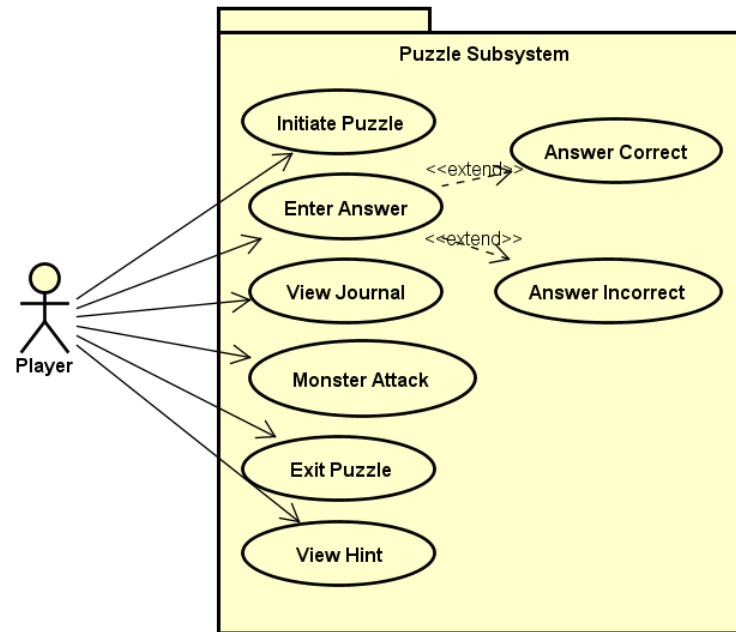 Puzzle Subsystem
Initiate Puzzle
<<extend>>
Answer Correct
Enter Answer
<<extend>>
View Journal
Answer Incorrect
Player
Monster Attack
Exit Puzzle
View Hint